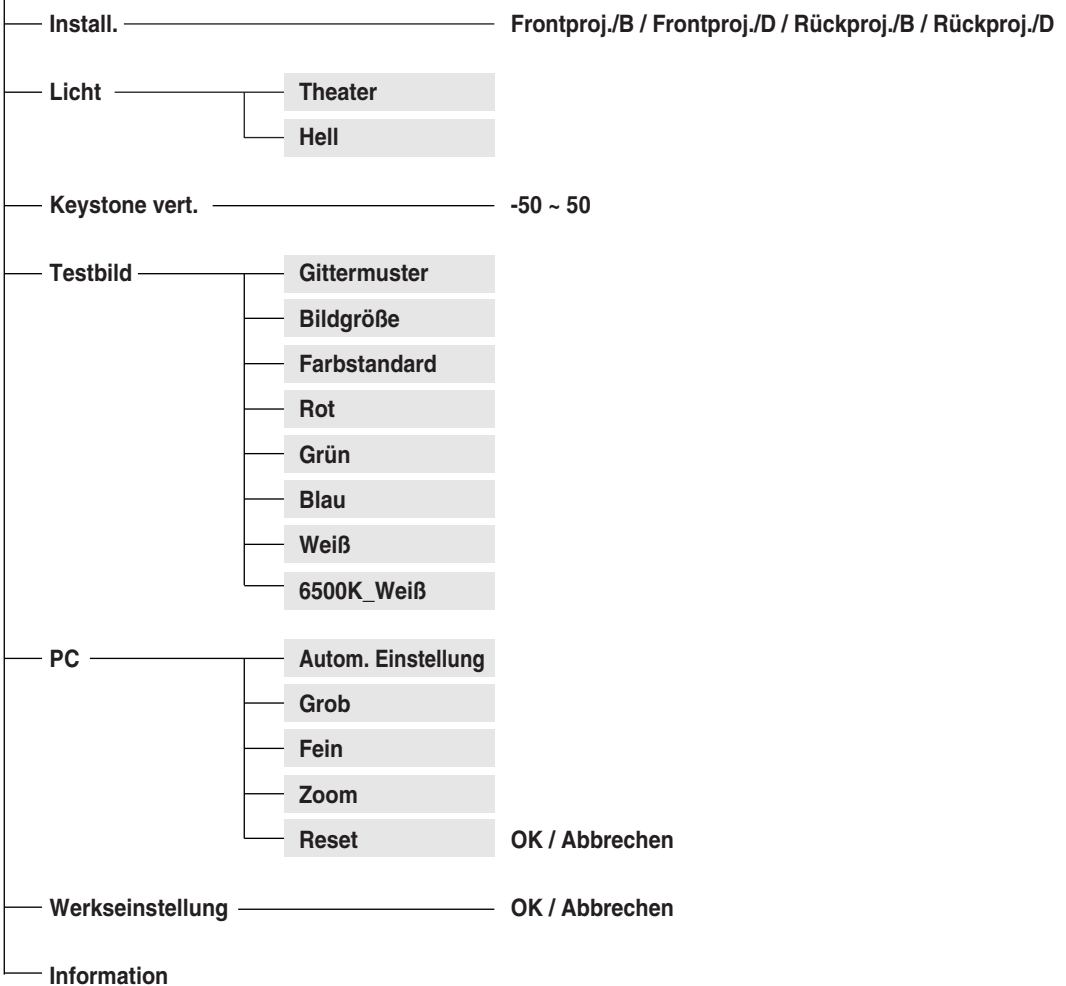 Install. Frontproj./B / Frontproj./D / Rückproj./B / Rückproj./D
Licht Theater
Hell
Keystone vert. -50 ~ 50
Testbild Gittermuster
Bildgröße
Farbstandard
Rot
Grün
Blau
Weiß
6500K_Weiß
PC Autom. Einstellung
Grob
Fein
Zoom
Reset OK / Abbrechen
Werkseinstellung OK / Abbrechen
Information